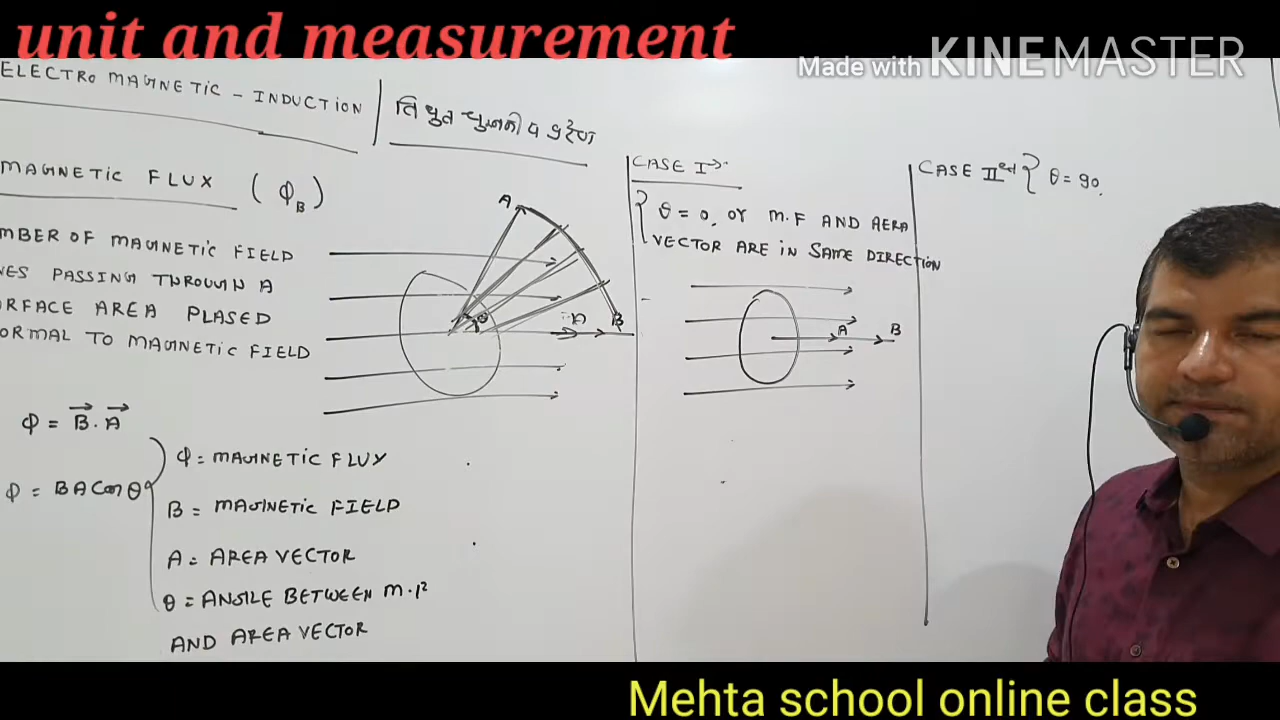 unit and measurement
Made with KINEMASTER
ELECTRO MAGNETIC - INDUCTION
MAGNETIC FLUX (ΦB)
MBER OF MAGNETIC FIELD
ES PASSING THROUGH A
RFACE AREA PLASED
ORMAL TO MAGNETIC FIELD
Φ = B⃗ . A⃗
Φ = BA Cos θ
Φ = MAGNETIC FLUX
B = MAGNETIC FIELD
A = AREA VECTOR
θ = ANGLE BETWEEN M.F
AND AREA VECTOR
A
θ
A
B
CASE I →
θ = 0. or M.F AND AERA
VECTOR ARE IN SAME DIRECTION
A
B
CASE II { θ = 90.
Mehta school online class